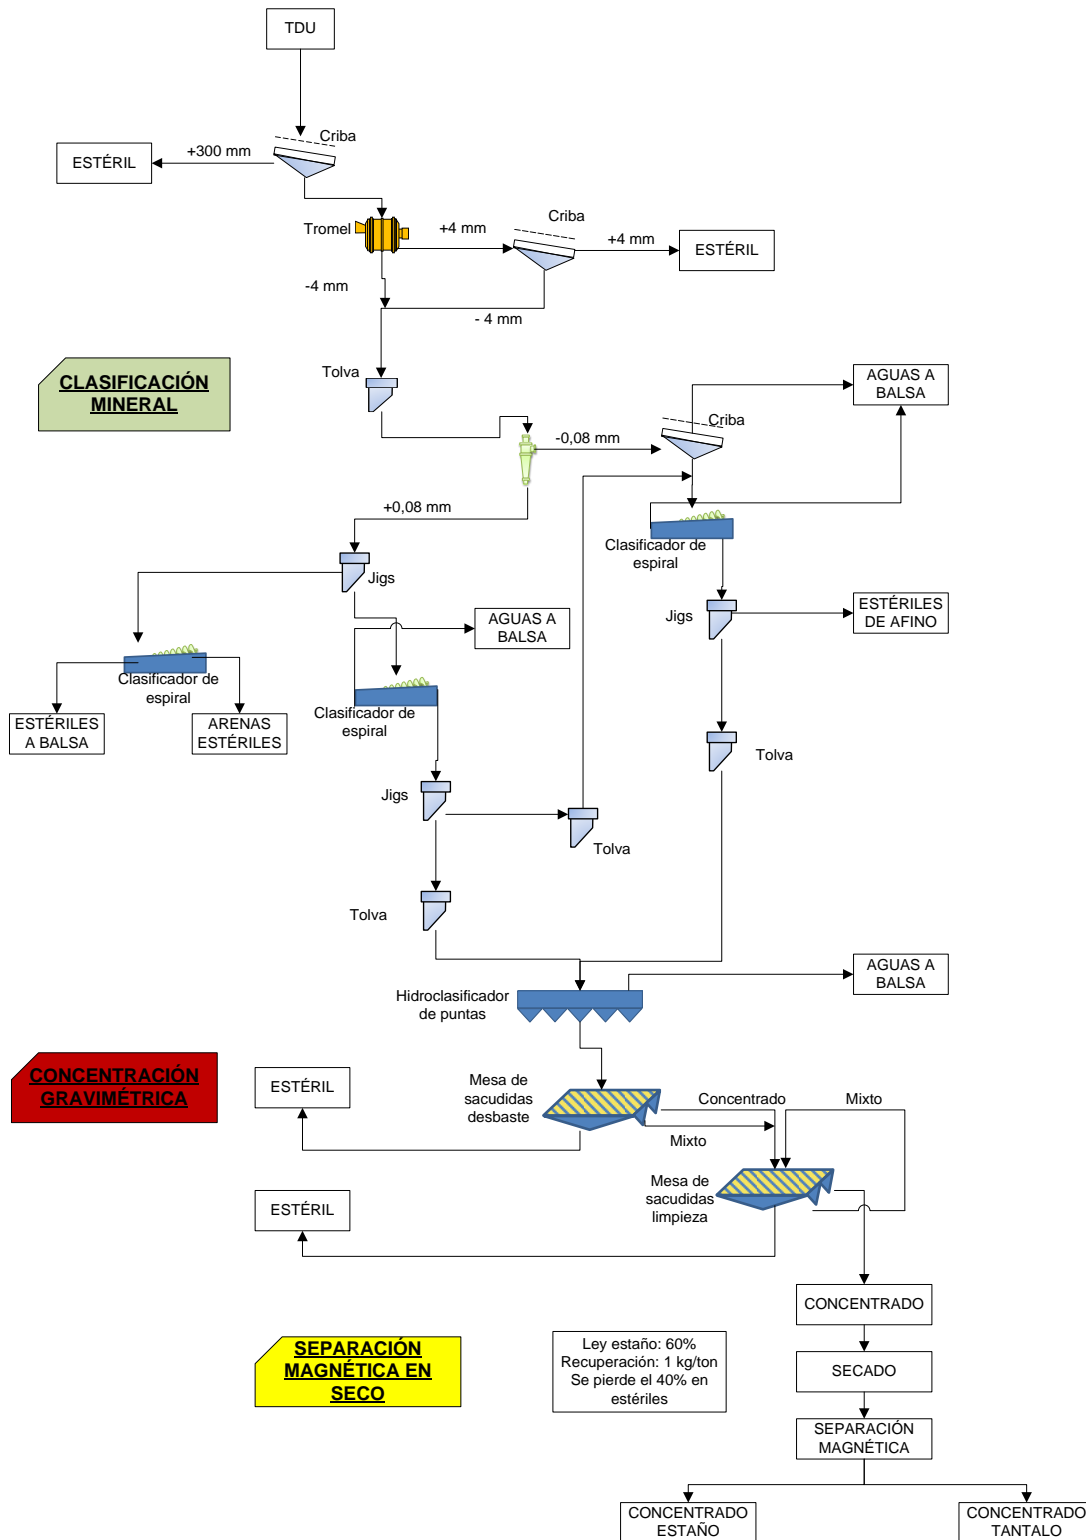 TDU
Criba
+300 mm
ESTÉRIL
Tromel
+4 mm
Criba
+4 mm
ESTÉRIL
-4 mm
- 4 mm
Tolva
CLASIFICACIÓN
MINERAL
AGUAS A
BALSA
Criba
-0,08 mm
+0,08 mm
Clasificador de
espiral
Jigs
Jigs
ESTÉRILES
DE AFINO
AGUAS A
BALSA
Clasificador de
espiral
Clasificador de
espiral
ESTÉRILES
A BALSA
ARENAS
ESTÉRILES
Tolva
Jigs
Tolva
Tolva
AGUAS A
BALSA
Hidroclasificador
de puntas
CONCENTRACIÓN
GRAVIMÉTRICA
ESTÉRIL
Mesa de
sacudidas
desbaste
Concentrado
Mixto
Mixto
Mesa de
sacudidas
limpieza
ESTÉRIL
CONCENTRADO
SEPARACIÓN
MAGNÉTICA EN
SECO
Ley estaño: 60%
Recuperación: 1 kg/ton
Se pierde el 40% en
estériles
SECADO
SEPARACIÓN
MAGNÉTICA
CONCENTRADO
ESTAÑO
CONCENTRADO
TANTALO